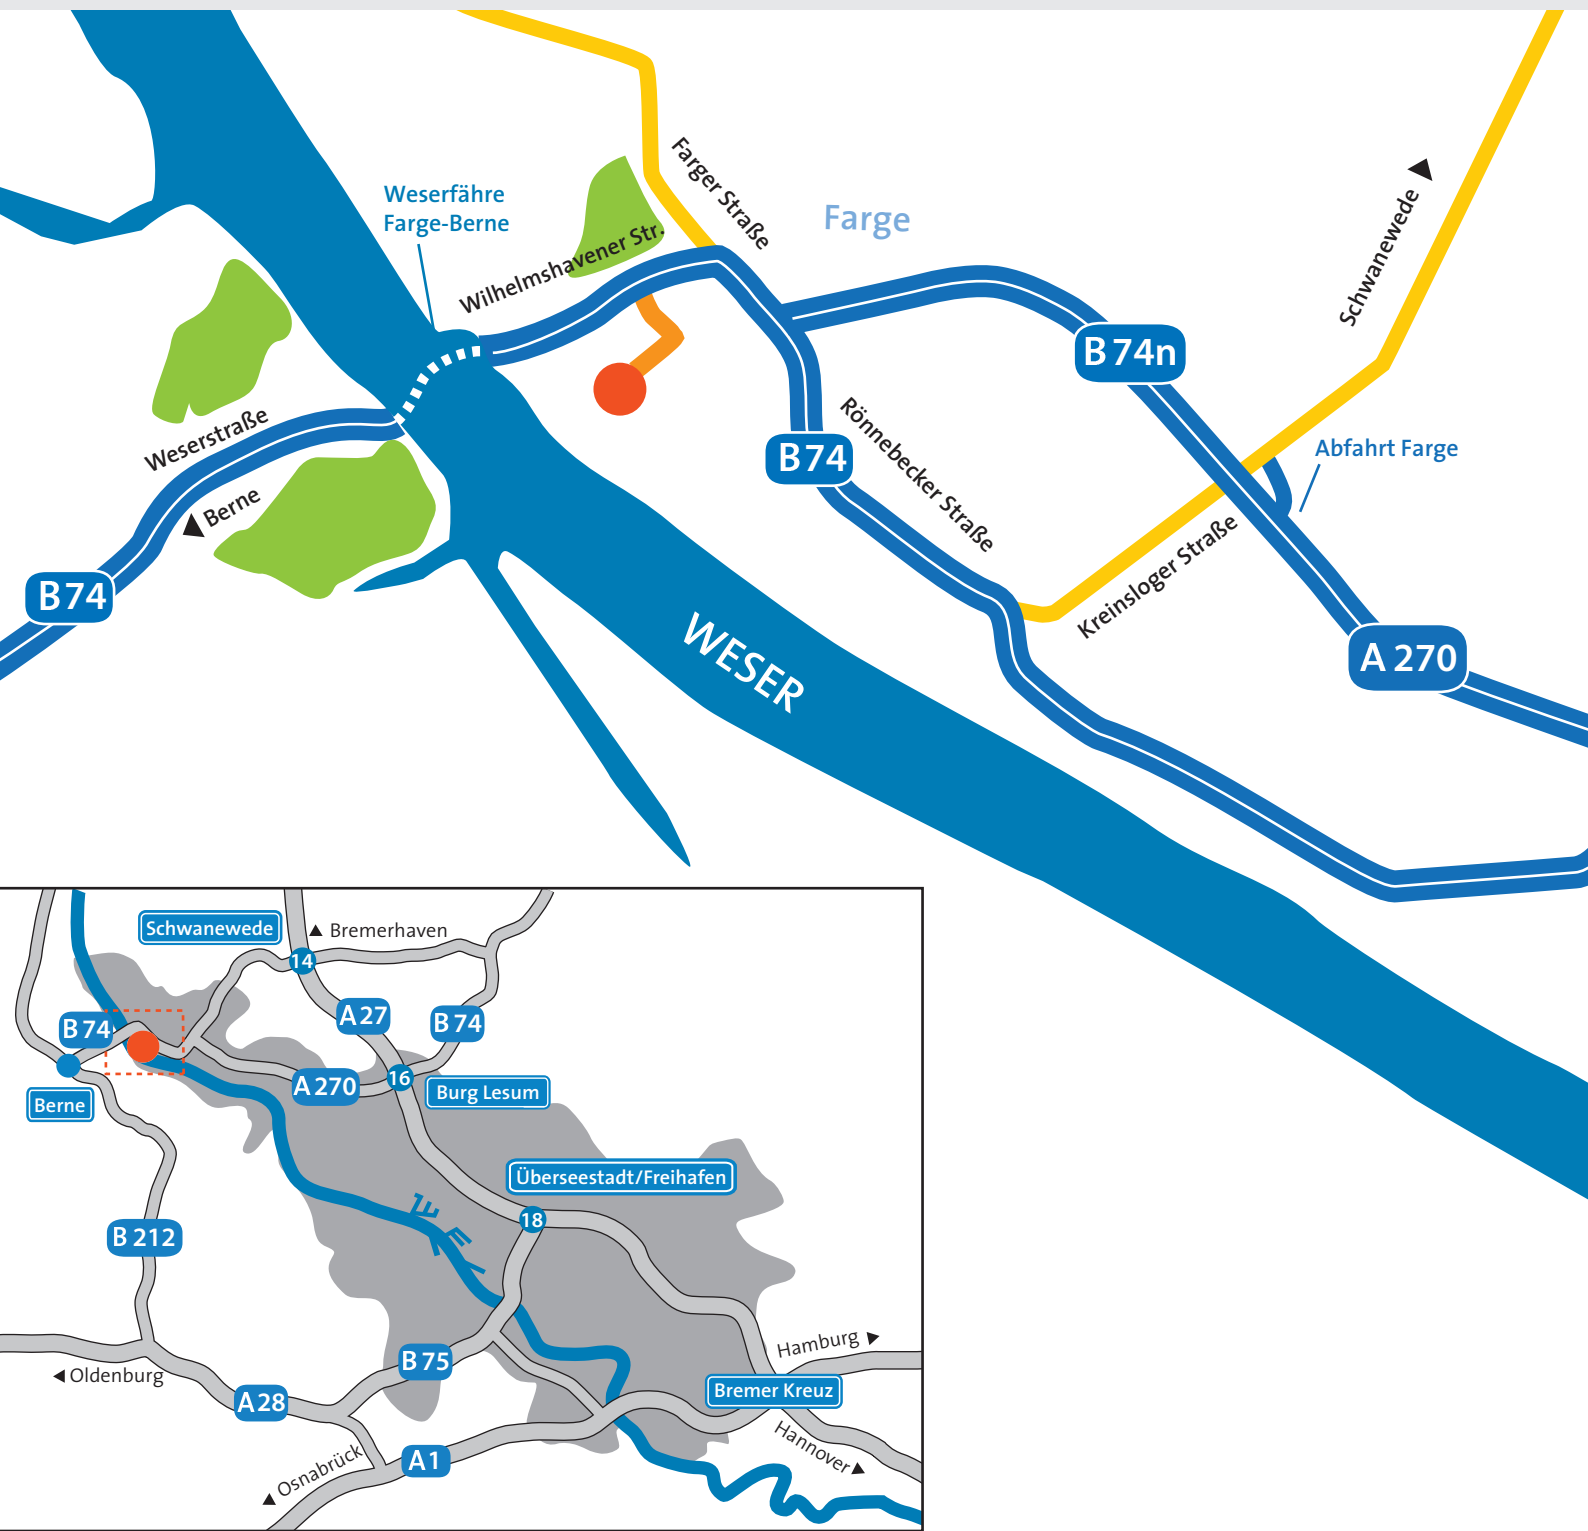 Farger Straße
Weserfähre
Farge-Berne
Farge
Wilhelmshavener Str.
Schwanewede
B 74n
Weserstraße
B 74
Rönnebecker Straße
Abfahrt Farge
Berne
Kreinsloger Straße
B 74
WESER
A 270
Schwanewede
Bremerhaven
14
A 27
B 74
B 74
16
A 270
Burg Lesum
Berne
Überseestadt/Freihafen
18
B 212
Hamburg
B 75
Oldenburg
Bremer Kreuz
A 28
Hannover
A 1
Osnabrück